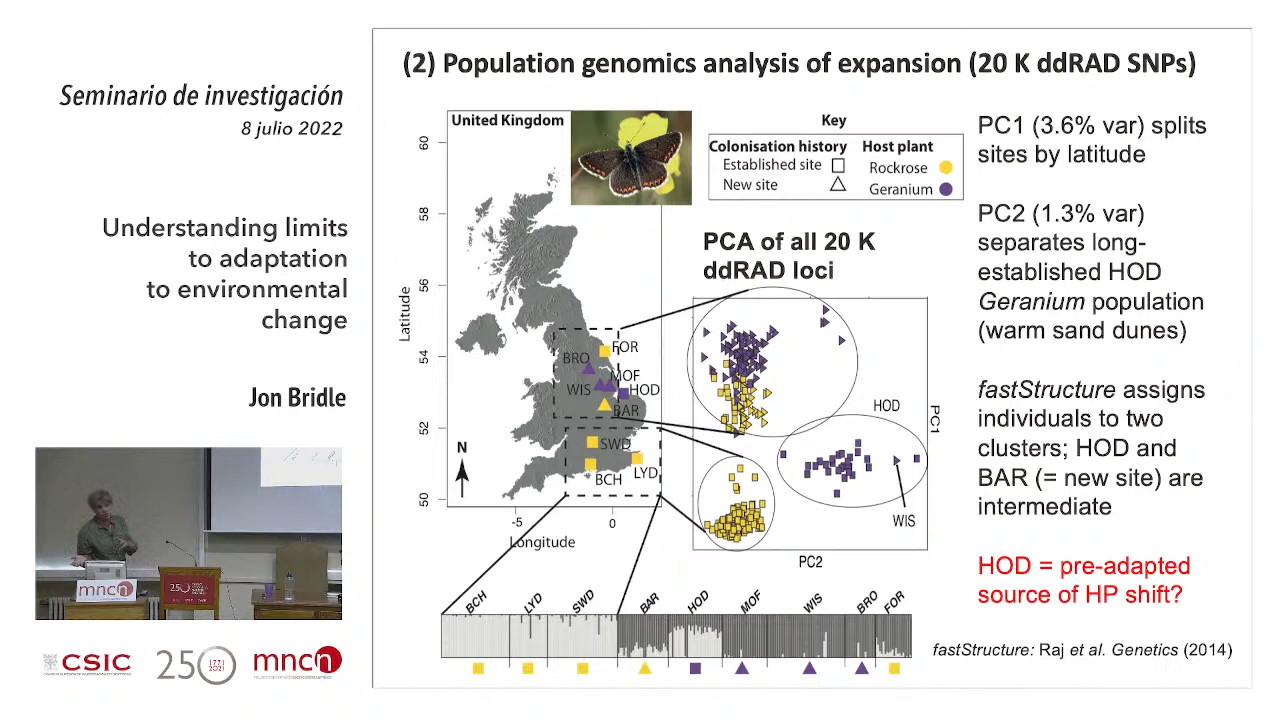 Seminario de investigación
8 julio 2022
Understanding limits
to adaptation
to environmental
change
Jon Bridle
mncn
250
CSIC
250
1771
2021
mncn
(2) Population genomics analysis of expansion (20 K ddRAD SNPs)
United Kingdom
Key
Colonisation history
Host plant
Established site
Rockrose
New site
Geranium
Latitude
60
58
56
54
52
50
FOR
BRO
MOF
WIS
HOD
BAR
SWD
LYD
BCH
N
-5
0
Longitude
PCA of all 20 K
ddRAD loci
HOD
PC1
WIS
PC2
BCH
LYD
SWD
BAR
HOD
MOF
WIS
BRO
FOR
PC1 (3.6% var) splits
sites by latitude
PC2 (1.3% var)
separates long-
established HOD
Geranium population
(warm sand dunes)
fastStructure assigns
individuals to two
clusters; HOD and
BAR (= new site) are
intermediate
HOD = pre-adapted
source of HP shift?
fastStructure: Raj et al. Genetics (2014)